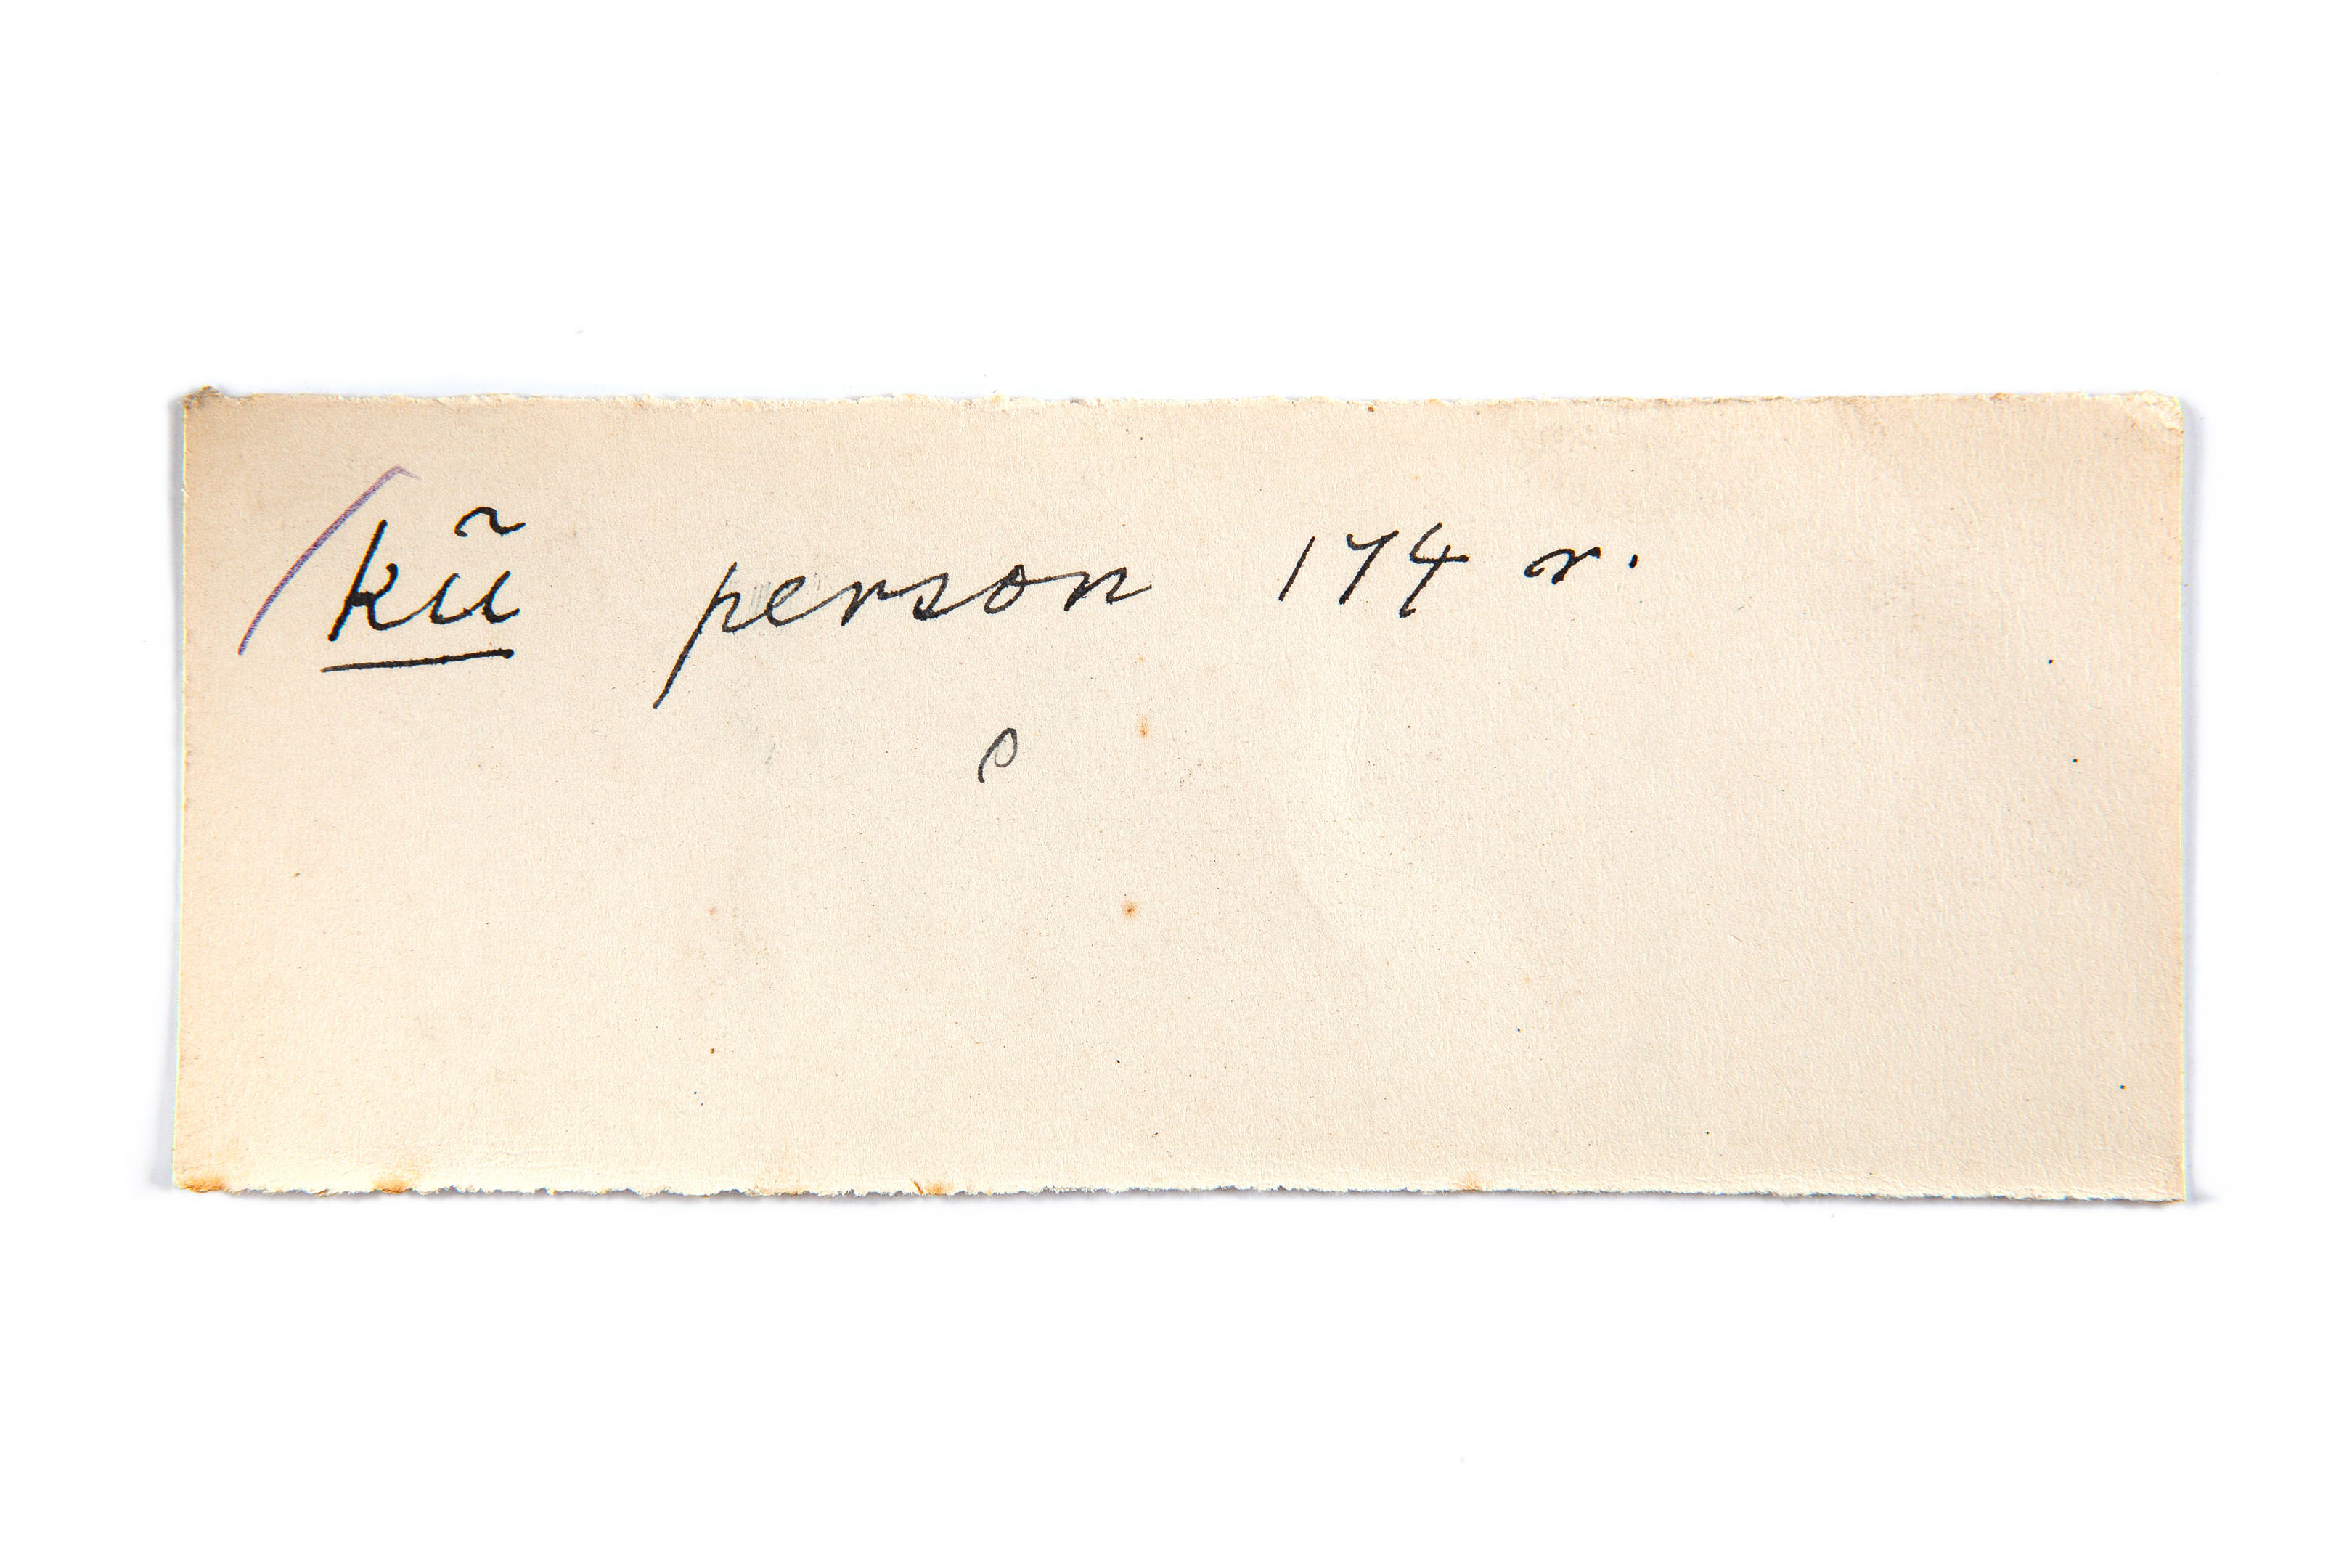 kũ person 174 r.